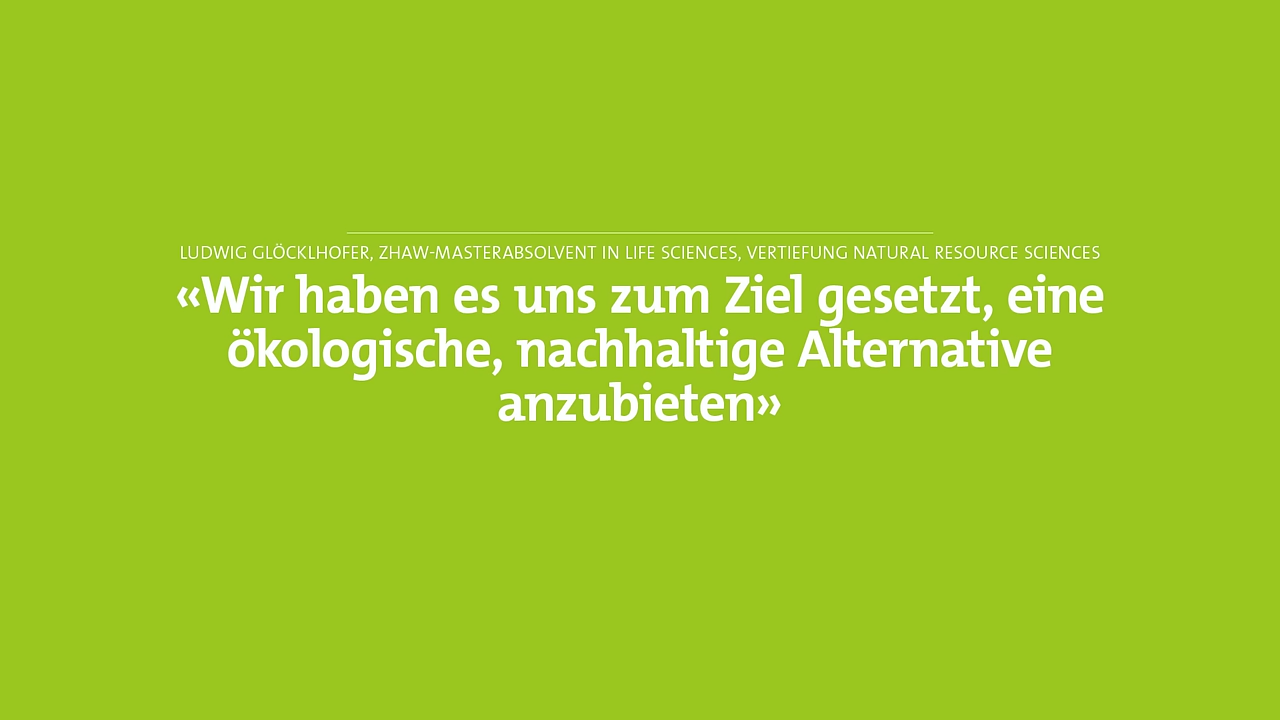 LUDWIG GLÖCKLHOFER, ZHAW-MASTERABSOLVENT IN LIFE SCIENCES, VERTIEFUNG NATURAL RESOURCE SCIENCES
«Wir haben es uns zum Ziel gesetzt, eine
ökologische, nachhaltige Alternative
anzubieten»